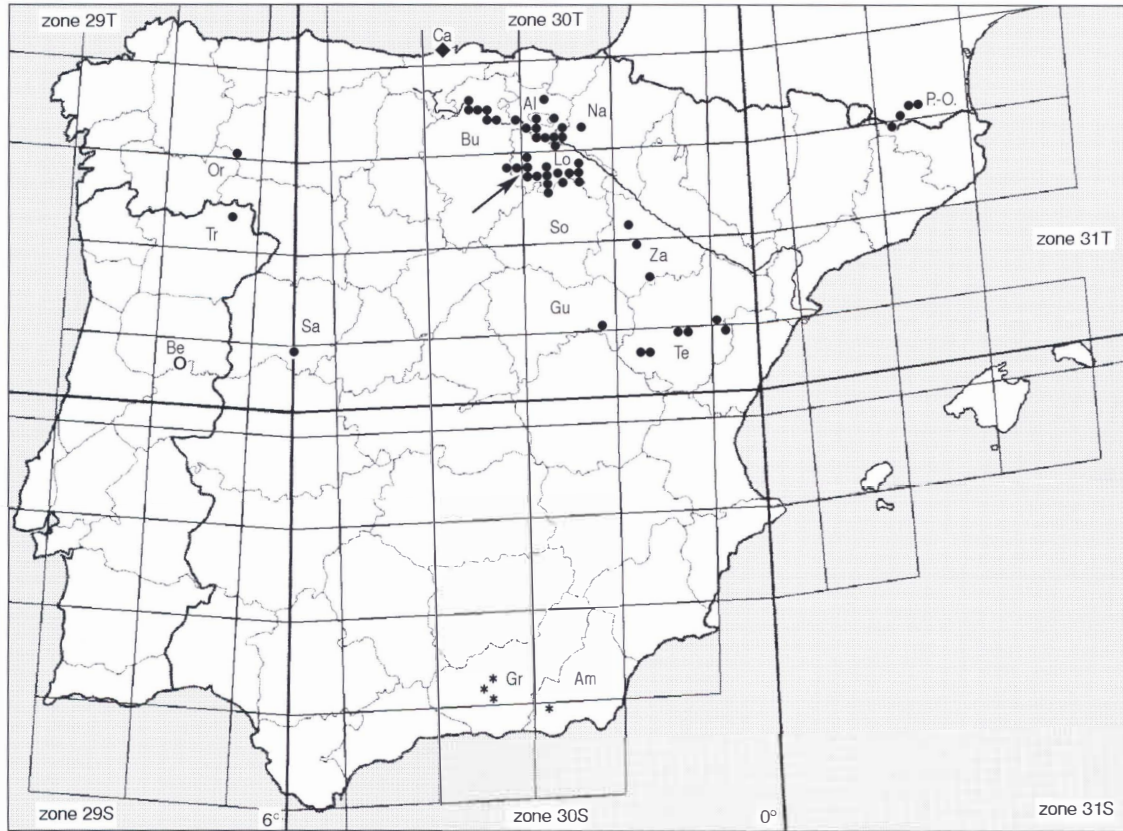 zone 29T
zone 30T
Ca
Al
Na
P.-O.
Bu
Or
Lo
Tr
So
Za
zone 31T
Gu
Sa
Te
Be
Gr
Am
zone 29S
6°
zone 30S
0°
zone 31S